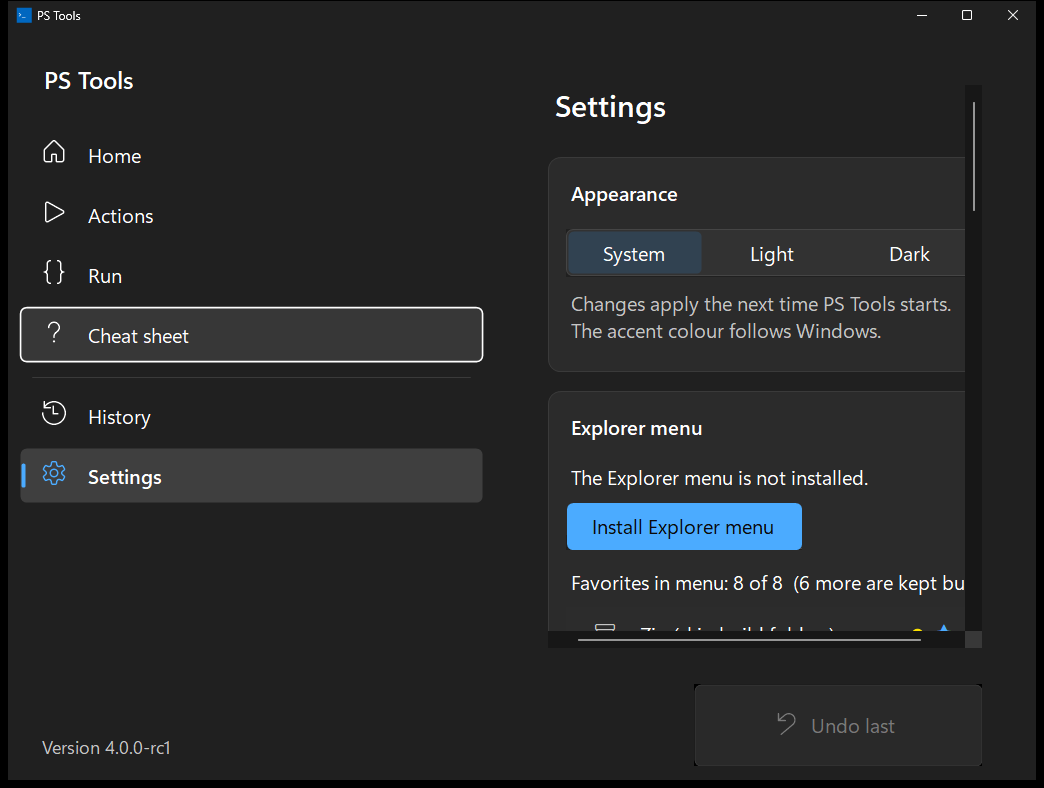 PS Tools
PS Tools
Home
Actions
Run
Cheat sheet
History
Settings
Version 4.0.0-rc1
Settings
Appearance
System Light Dark
Changes apply the next time PS Tools starts.
The accent colour follows Windows.
Explorer menu
The Explorer menu is not installed.
Install Explorer menu
Favorites in menu: 8 of 8 (6 more are kept bu
Undo last